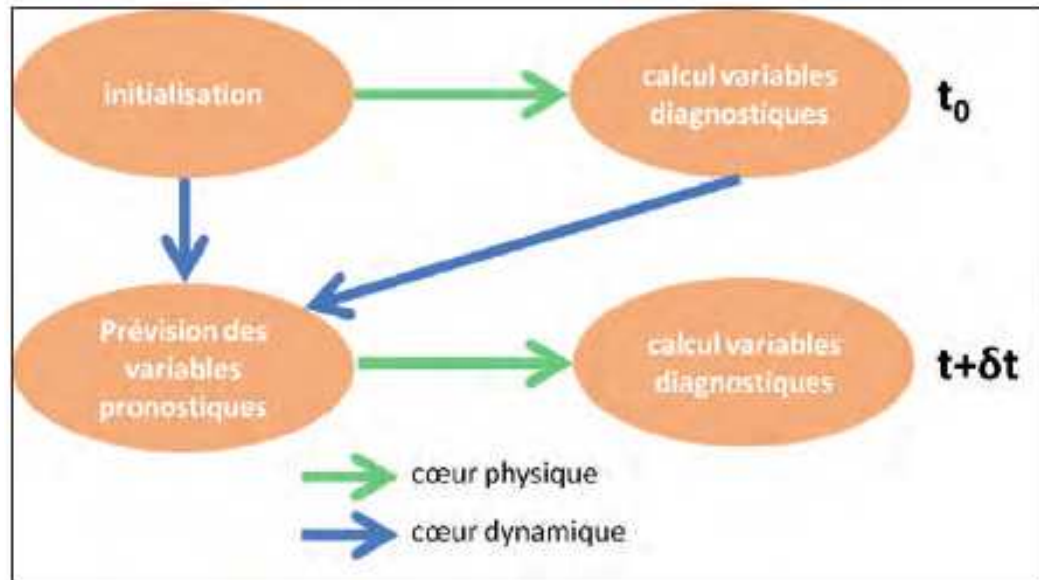 initialisation
calcul variables
diagnostiques
t₀
Prévision des
variables
pronostiques
calcul variables
diagnostiques
t+δt
cœur physique
cœur dynamique